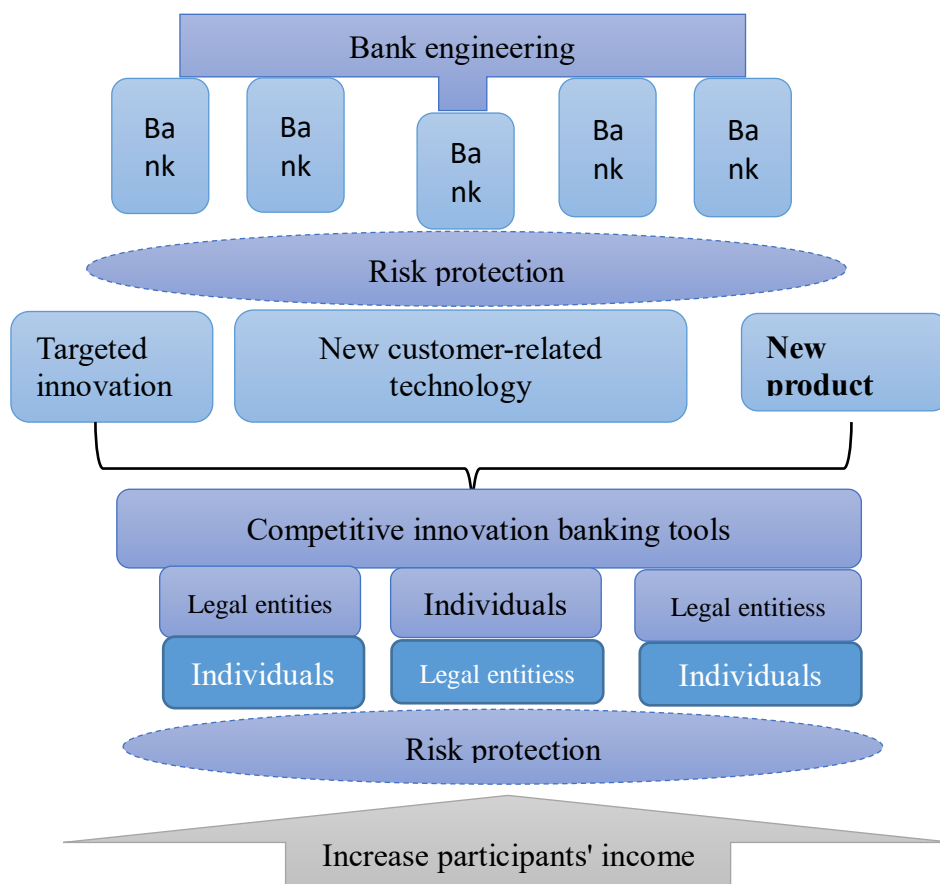 Bank engineering
Ba
nk
Ba
nk
Ba
nk
Ba
nk
Ba
nk
Risk protection
Targeted
innovation
New customer-related
technology
New
product
Competitive innovation banking tools
Legal entities
Individuals
Legal entitiess
Individuals
Legal entitiess
Individuals
Risk protection
Increase participants' income